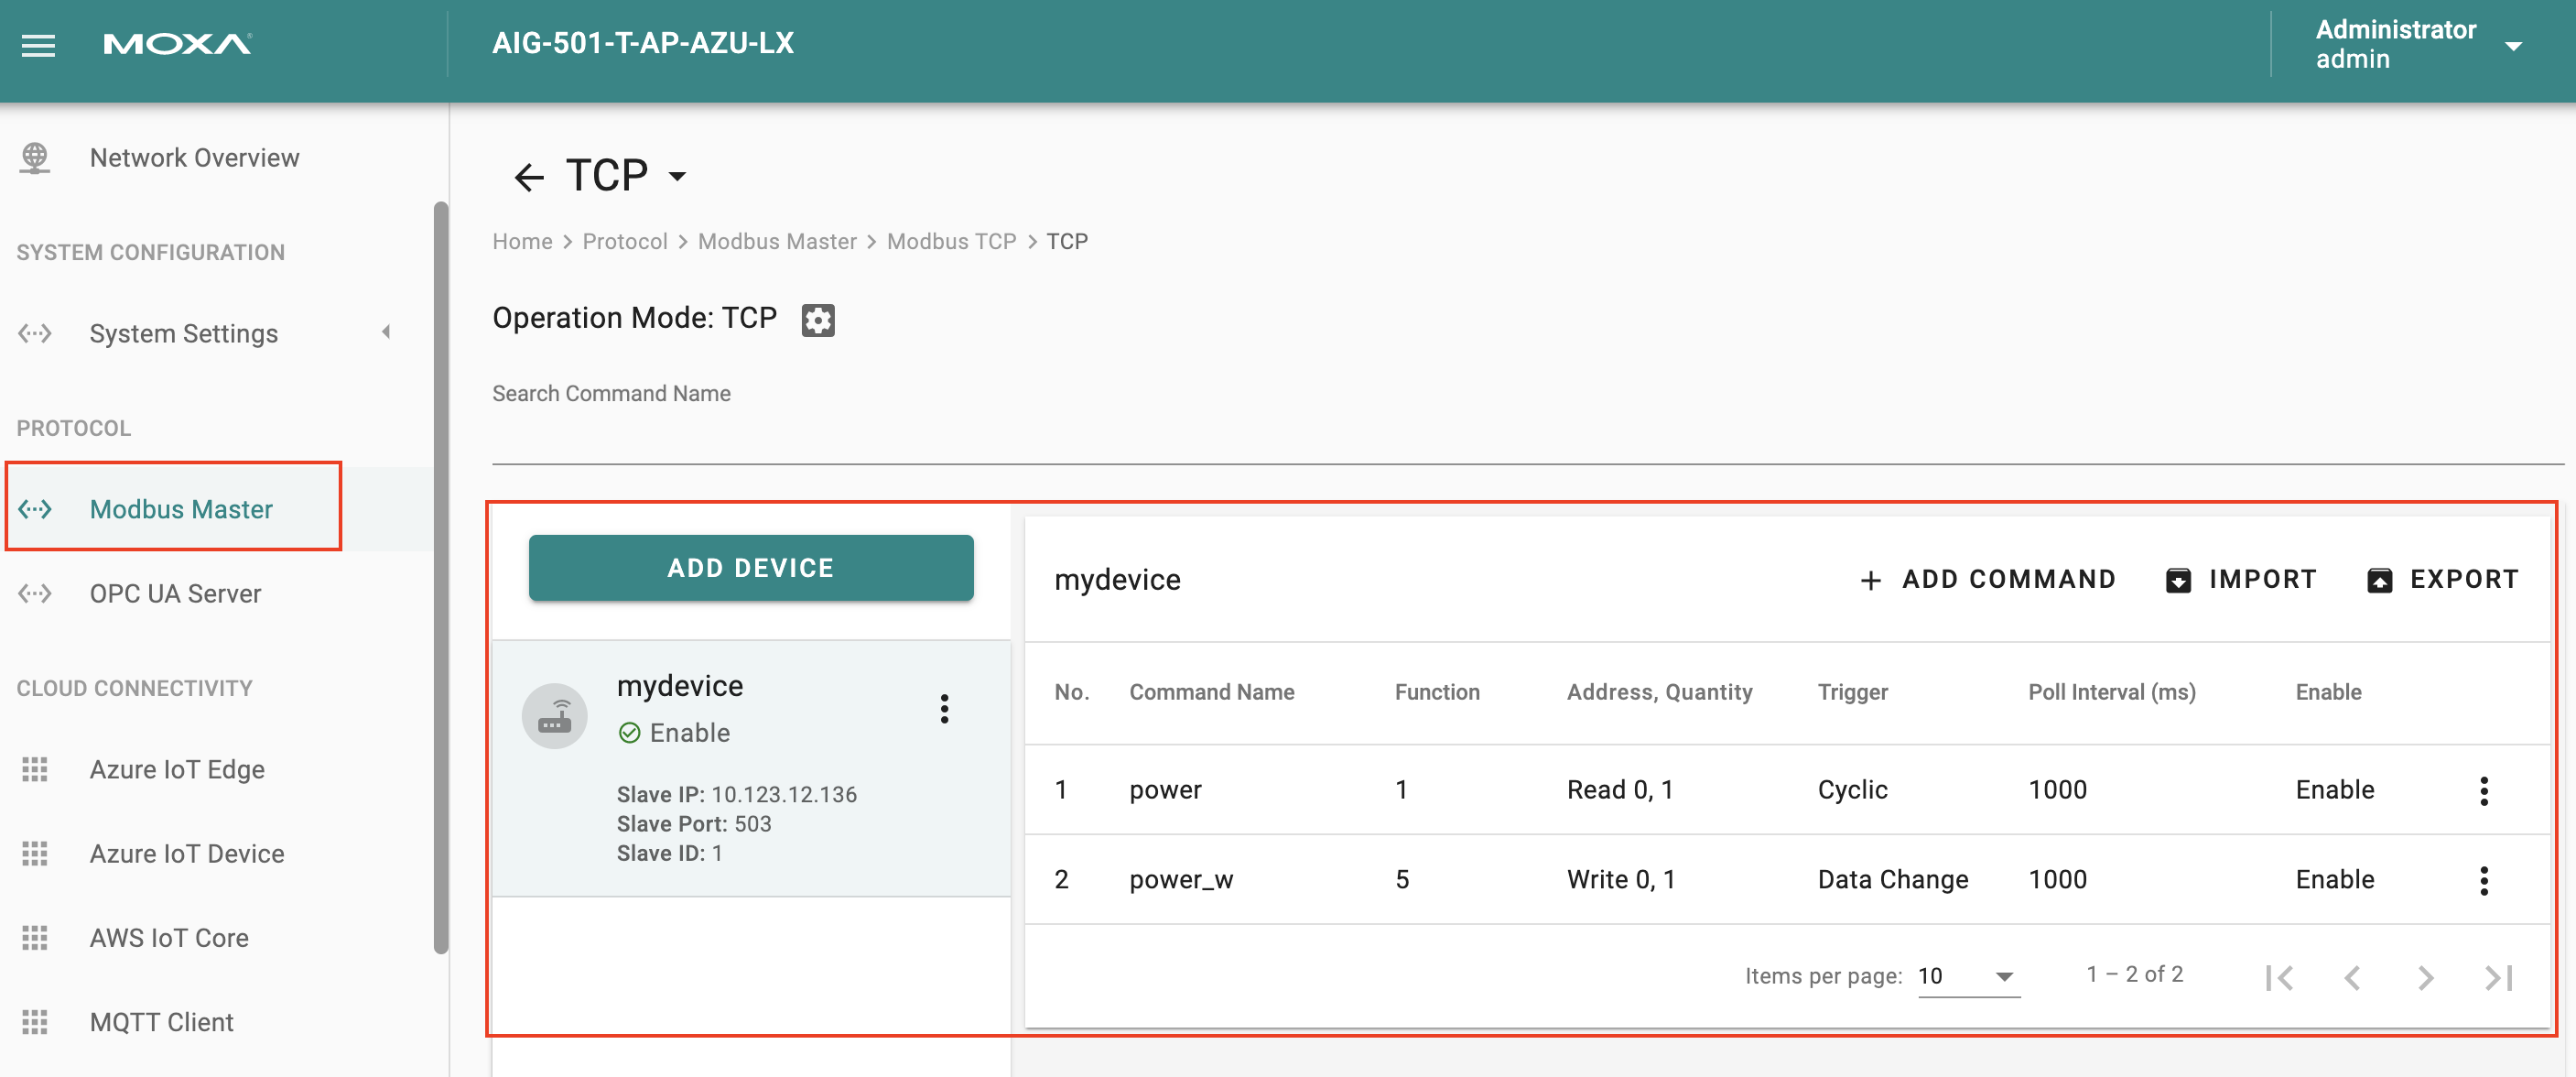 MOXA
AIG-501-T-AP-AZU-LX
Administrator
admin
Network Overview
SYSTEM CONFIGURATION
System Settings
PROTOCOL
Modbus Master
OPC UA Server
CLOUD CONNECTIVITY
Azure IoT Edge
Azure IoT Device
AWS IoT Core
MQTT Client
TCP
Home > Protocol > Modbus Master > Modbus TCP > TCP
Operation Mode: TCP
Search Command Name
ADD DEVICE
mydevice
Enable
Slave IP: 10.123.12.136
Slave Port: 503
Slave ID: 1
mydevice
+ ADD COMMAND IMPORT EXPORT
No. Command Name Function Address, Quantity Trigger Poll Interval (ms) Enable
1 power 1 Read 0, 1 Cyclic 1000 Enable
2 power_w 5 Write 0, 1 Data Change 1000 Enable
Items per page: 10 1 – 2 of 2